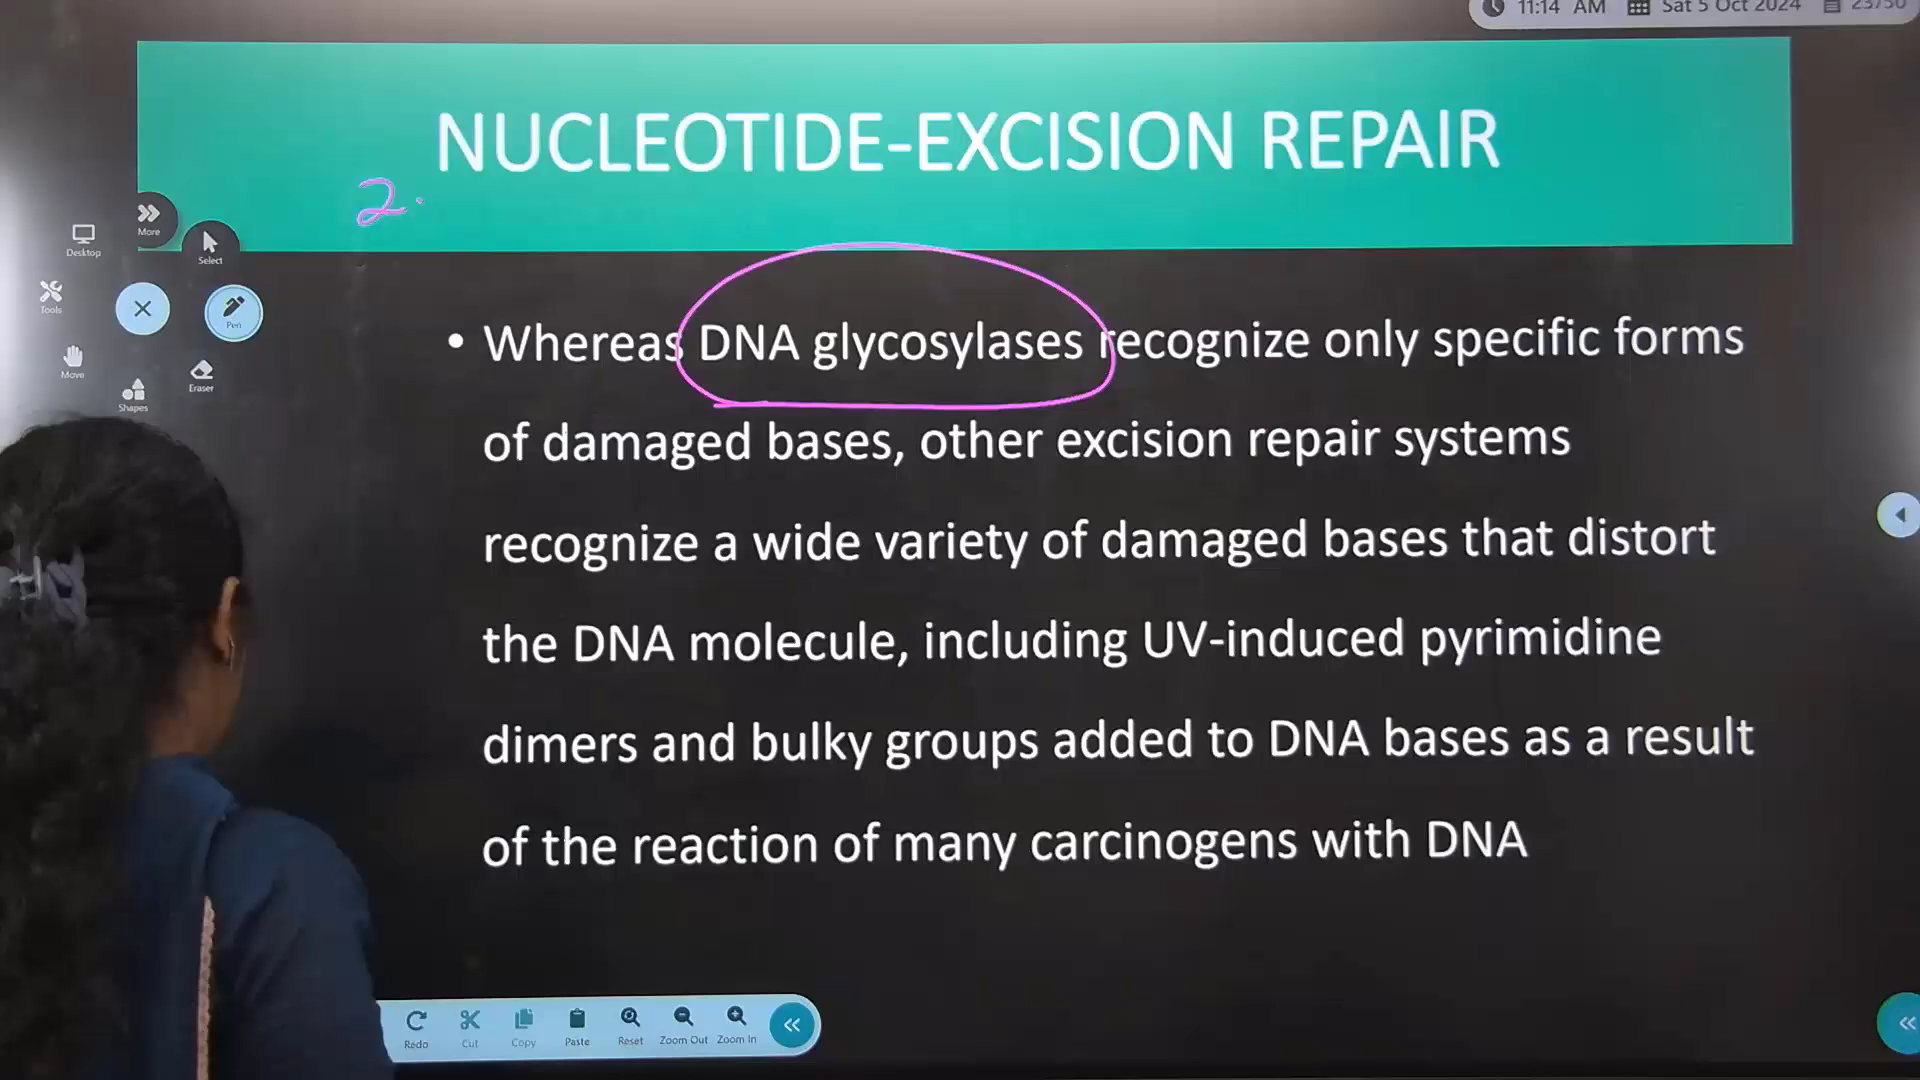 11:14 AM Sat 5 Oct 2024 23/50
NUCLEOTIDE-EXCISION REPAIR
2.
More
Desktop
Select
Tools
Pen
Move
Eraser
Shapes
• Whereas DNA glycosylases recognize only specific forms
of damaged bases, other excision repair systems
recognize a wide variety of damaged bases that distort
the DNA molecule, including UV-induced pyrimidine
dimers and bulky groups added to DNA bases as a result
of the reaction of many carcinogens with DNA
Redo Cut Copy Paste Reset Zoom Out Zoom In